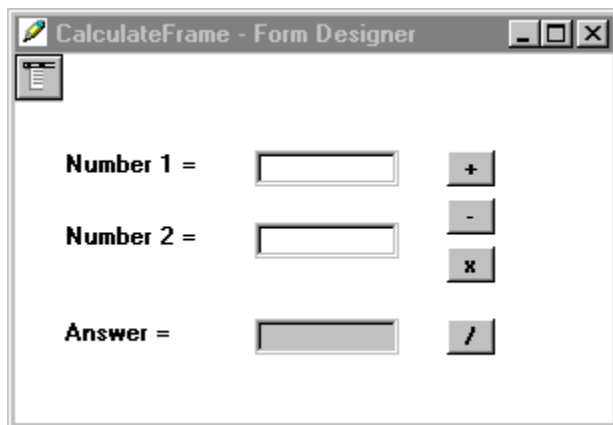 CalculateFrame - Form Designer
Number 1 =
+
Number 2 =
-
x
Answer =
/